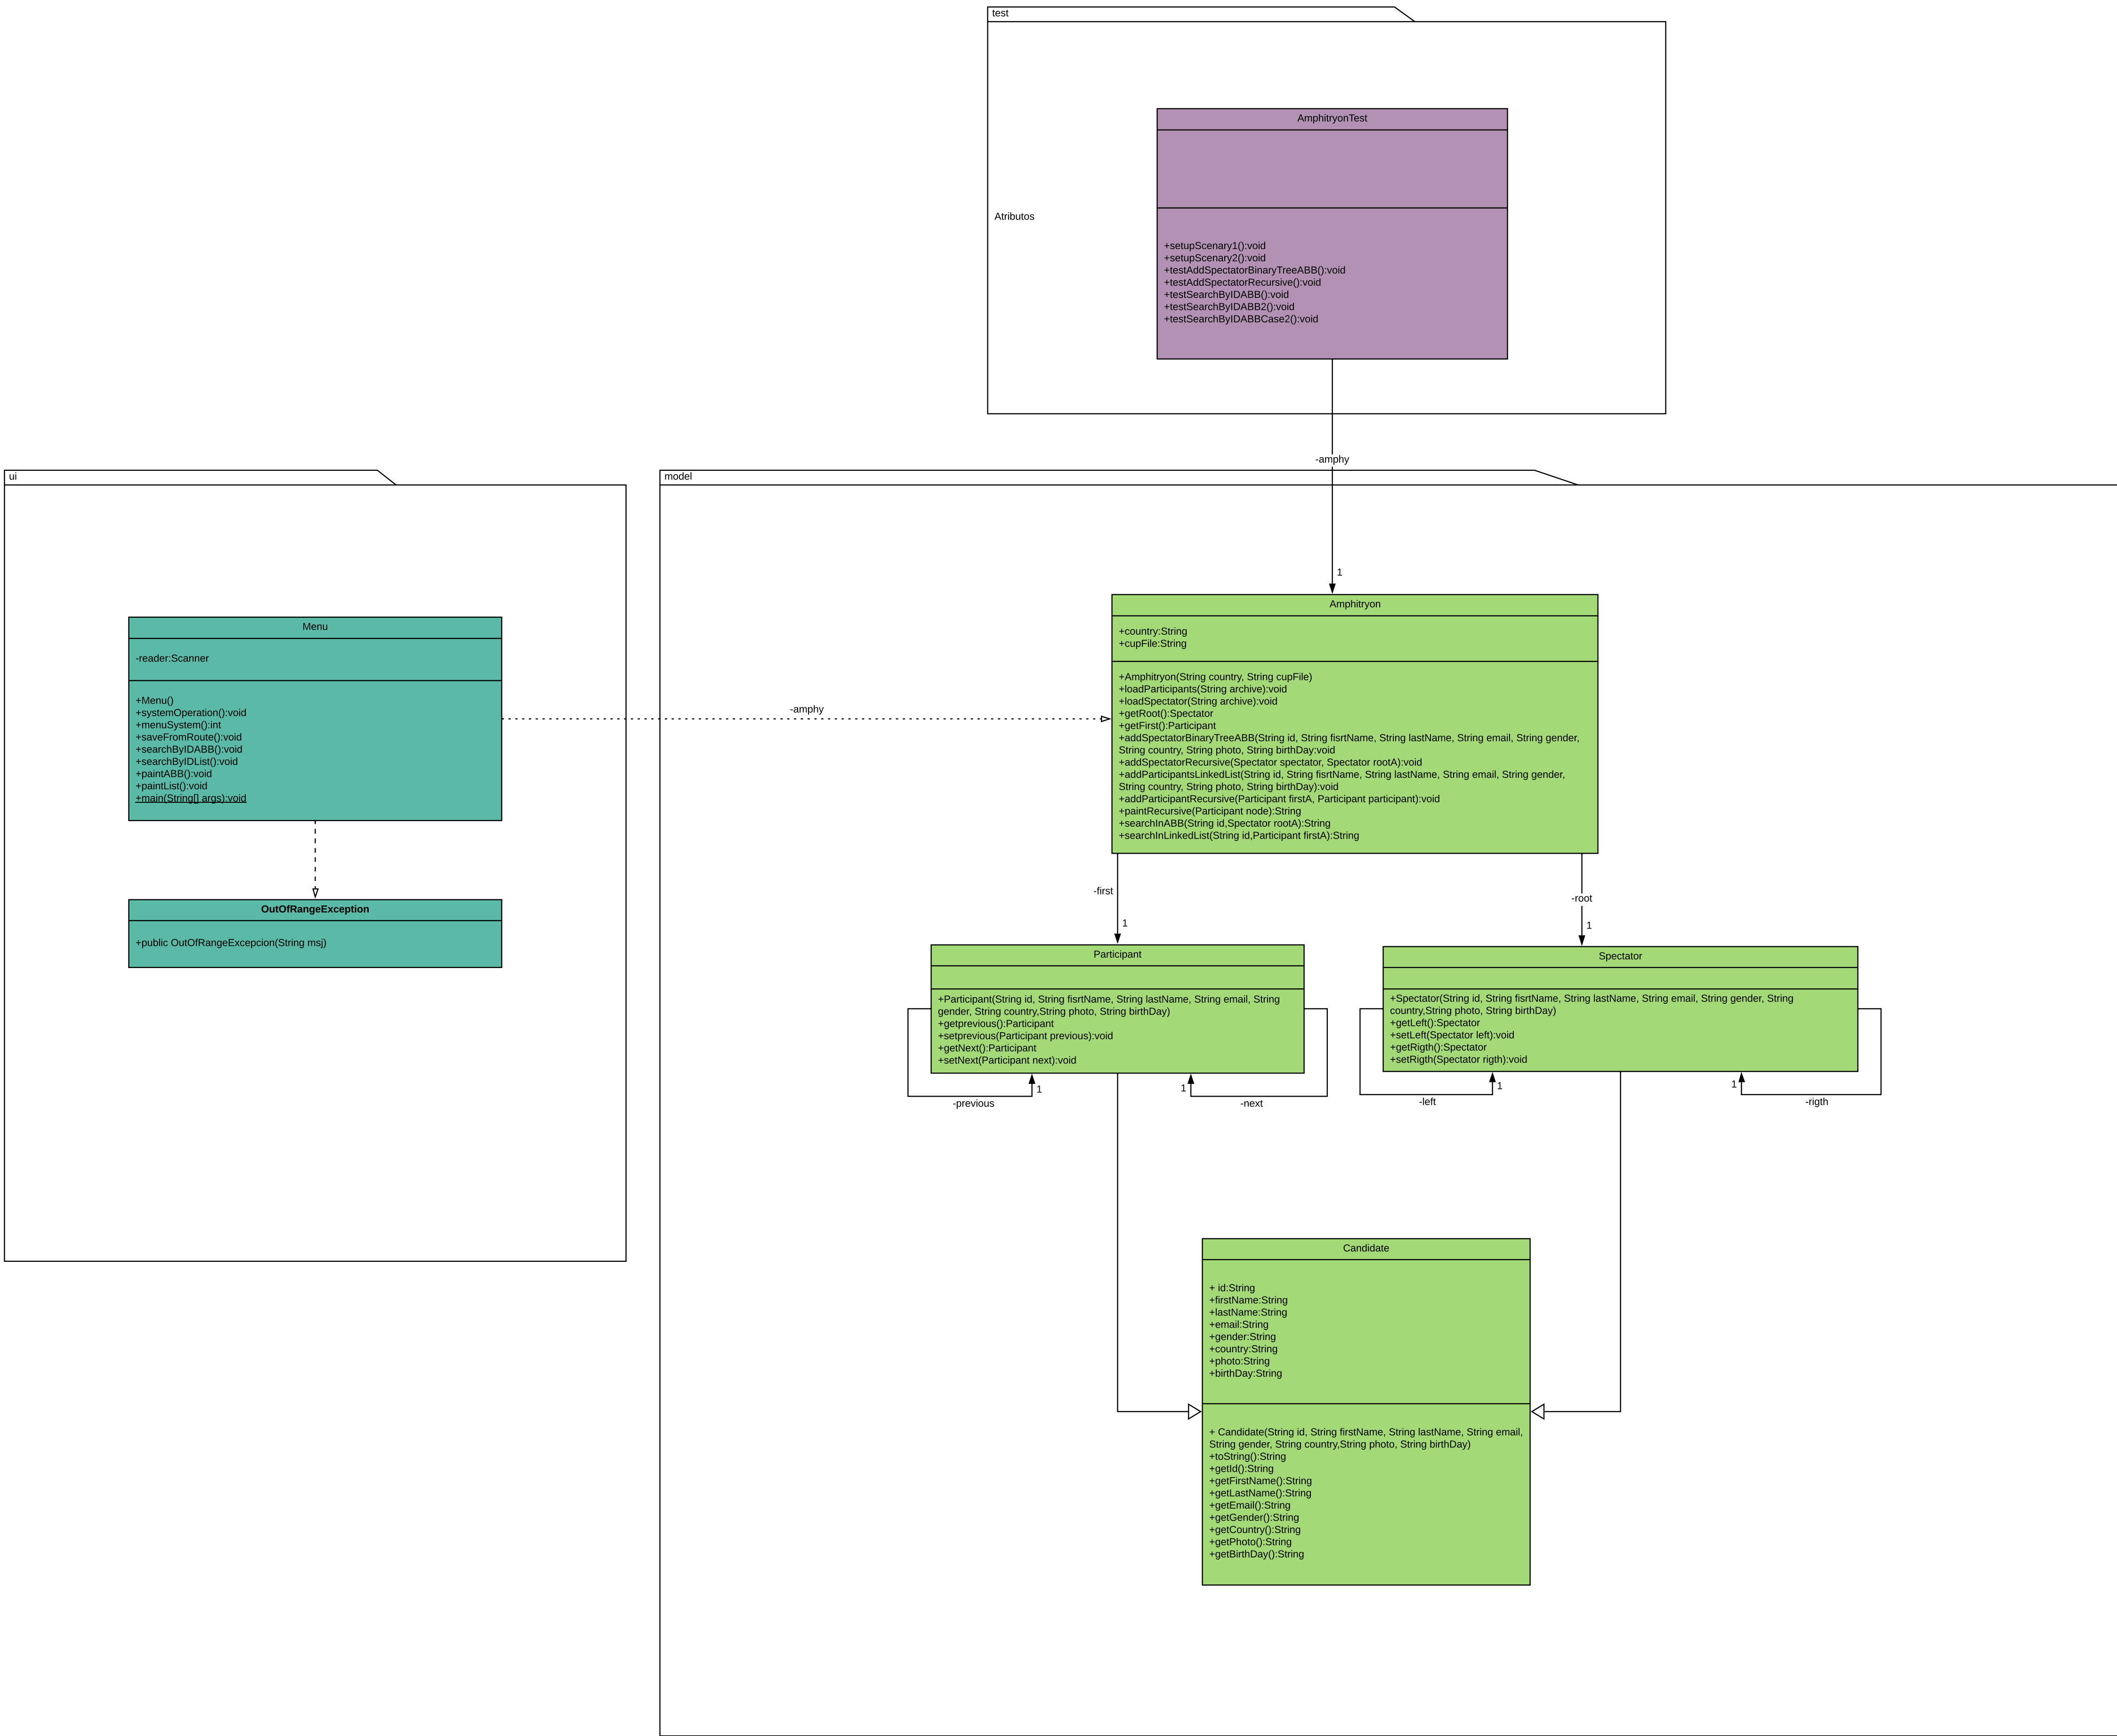 test
AmphitryonTest
Atributos
+setupScenary1():void
+setupScenary2():void
+testAddSpectatorBinaryTreeABB():void
+testAddSpectatorRecursive():void
+testSearchByIDABB():void
+testSearchByIDABB2():void
+testSearchByIDABBCase2():void
-amphy
1
ui
Menu
-reader:Scanner
+Menu()
+systemOperation():void
+menuSystem():int
+saveFromRoute():void
+searchByIDABB():void
+searchByIDList():void
+paintABB():void
+paintList():void
+main(String[] args):void
OutOfRangeException
+public OutOfRangeExcepcion(String msj)
-amphy
model
Amphitryon
+country:String
+cupFile:String
+Amphitryon(String country, String cupFile)
+loadParticipants(String archive):void
+loadSpectator(String archive):void
+getRoot():Spectator
+getFirst():Participant
+addSpectatorBinaryTreeABB(String id, String fisrtName, String lastName, String email, String gender,
String country, String photo, String birthDay:void
+addSpectatorRecursive(Spectator spectator, Spectator rootA):void
+addParticipantsLinkedList(String id, String fisrtName, String lastName, String email, String gender,
String country, String photo, String birthDay):void
+addParticipantRecursive(Participant firstA, Participant participant):void
+paintRecursive(Participant node):String
+searchInABB(String id,Spectator rootA):String
+searchInLinkedList(String id,Participant firstA):String
-first
1
-root
1
Participant
+Participant(String id, String fisrtName, String lastName, String email, String
gender, String country,String photo, String birthDay)
+getprevious():Participant
+setprevious(Participant previous):void
+getNext():Participant
+setNext(Participant next):void
1
-previous
1
-next
Spectator
+Spectator(String id, String fisrtName, String lastName, String email, String gender, String
country,String photo, String birthDay)
+getLeft():Spectator
+setLeft(Spectator left):void
+getRigth():Spectator
+setRigth(Spectator rigth):void
1
-left
1
-rigth
Candidate
+ id:String
+firstName:String
+lastName:String
+email:String
+gender:String
+country:String
+photo:String
+birthDay:String
+ Candidate(String id, String firstName, String lastName, String email,
String gender, String country,String photo, String birthDay)
+toString():String
+getId():String
+getFirstName():String
+getLastName():String
+getEmail():String
+getGender():String
+getCountry():String
+getPhoto():String
+getBirthDay():String